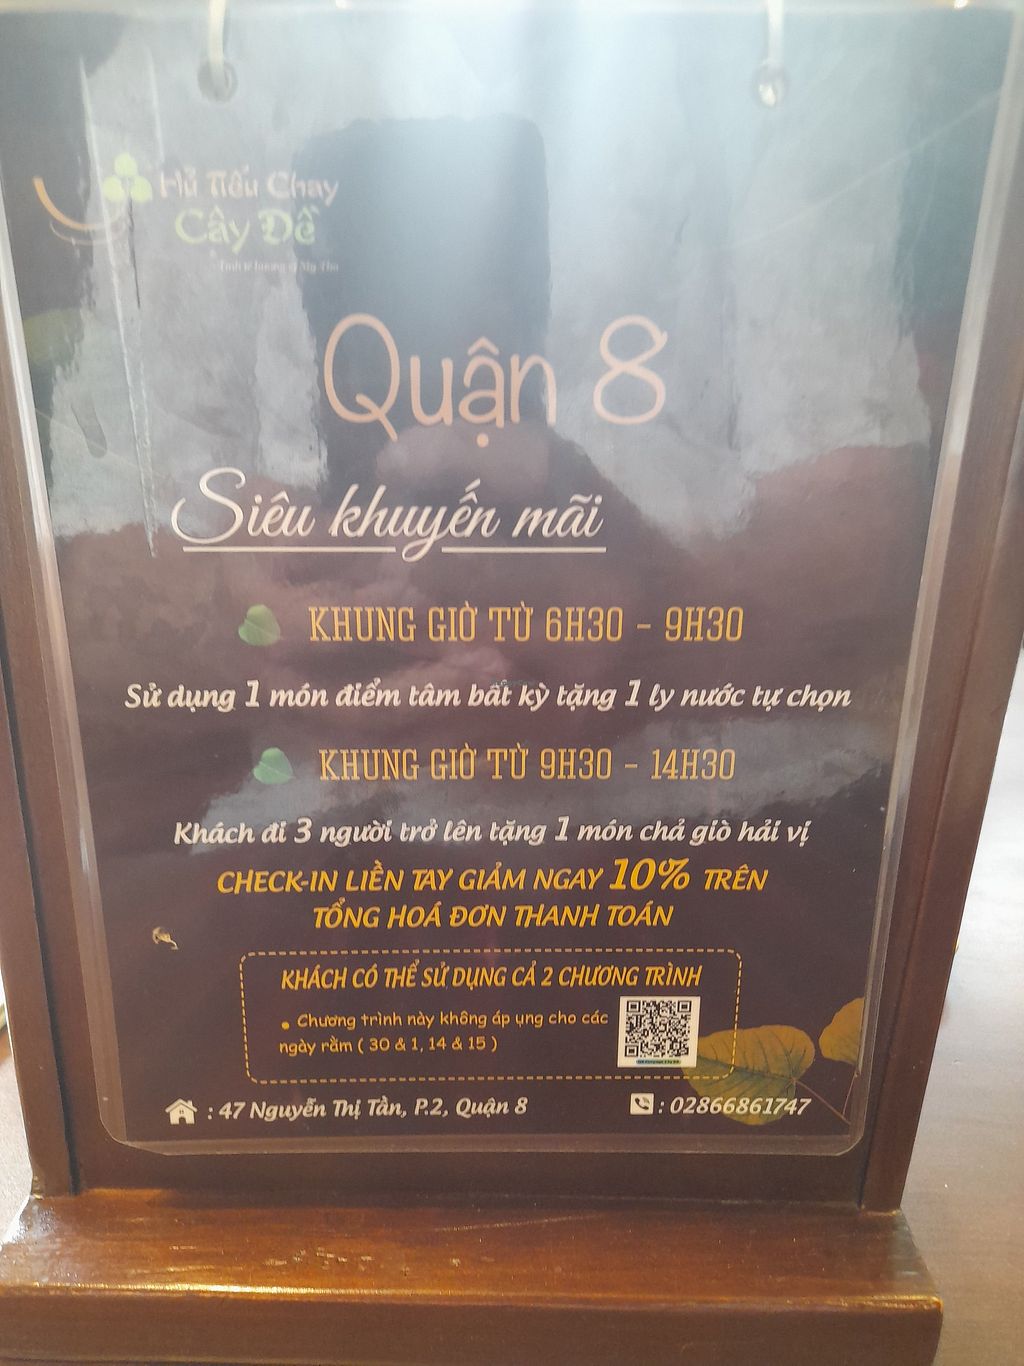 Hủ Tiếu Chay
Cây Đề
Quận 8
Siêu khuyến mãi
KHUNG GIỜ TỪ 6H30 - 9H30
Sử dụng 1 món điểm tâm bất kỳ tặng 1 ly nước tự chọn
KHUNG GIỜ TỪ 9H30 - 14H30
Khách đi 3 người trở lên tặng 1 món chả giò hải vị
CHECK-IN LIỀN TAY GIẢM NGAY 10% TRÊN
TỔNG HOÁ ĐƠN THANH TOÁN
KHÁCH CÓ THỂ SỬ DỤNG CẢ 2 CHƯƠNG TRÌNH
• Chương trình này không áp ụng cho các
ngày rằm ( 30 & 1, 14 & 15 )
: 47 Nguyễn Thị Tần, P.2, Quận 8
: 02866861747